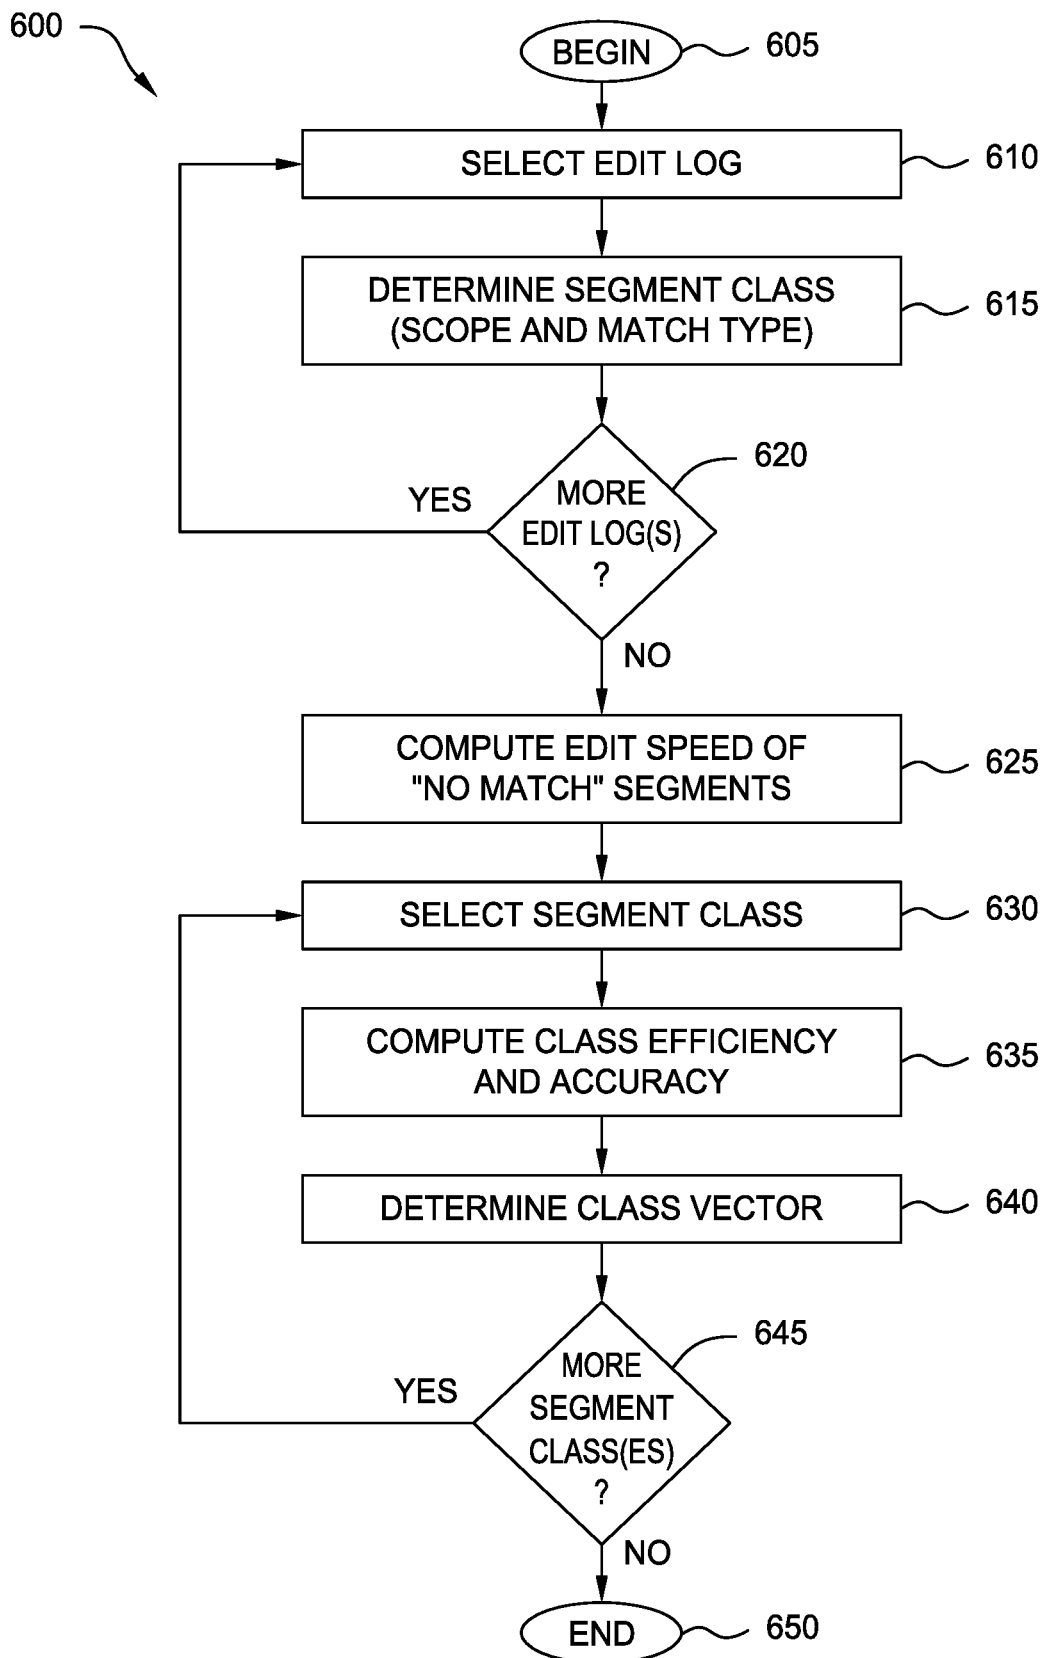 600
BEGIN
605
SELECT EDIT LOG
610
DETERMINE SEGMENT CLASS
(SCOPE AND MATCH TYPE)
615
MORE
EDIT LOG(S)
?
620
YES
NO
COMPUTE EDIT SPEED OF
"NO MATCH" SEGMENTS
625
SELECT SEGMENT CLASS
630
COMPUTE CLASS EFFICIENCY
AND ACCURACY
635
DETERMINE CLASS VECTOR
640
MORE
SEGMENT
CLASS(ES)
?
645
YES
NO
END
650